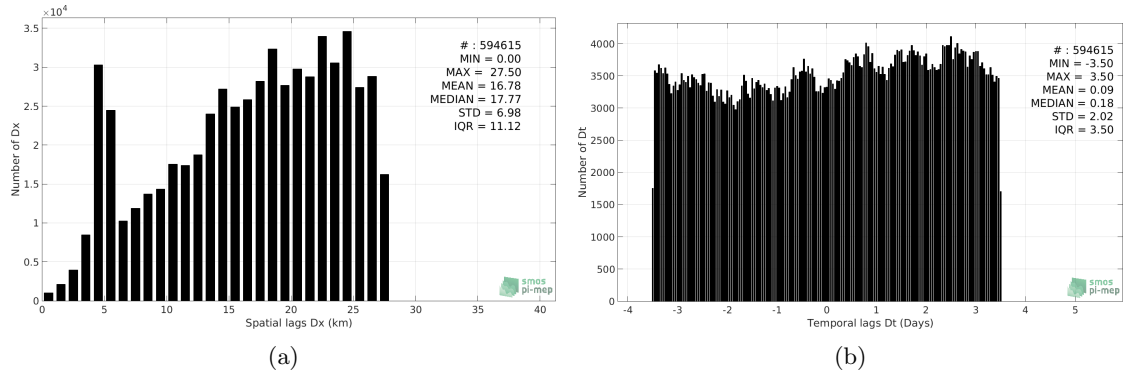 ×10⁴
3.5
3
2.5
2
1.5
1
0.5
0
Number of Dx
0 5 10 15 20 25 30 35 40
Spatial lags Dx (km)
# : 594615
MIN = 0.00
MAX = 27.50
MEAN = 16.78
MEDIAN = 17.77
STD = 6.98
IQR = 11.12
smos
pi-mep
(a)
4000
3500
3000
2500
2000
1500
1000
500
0
Number of Dt
-4 -3 -2 -1 0 1 2 3 4 5
Temporal lags Dt (Days)
# : 594615
MIN = -3.50
MAX = 3.50
MEAN = 0.09
MEDIAN = 0.18
STD = 2.02
IQR = 3.50
smos
pi-mep
(b)